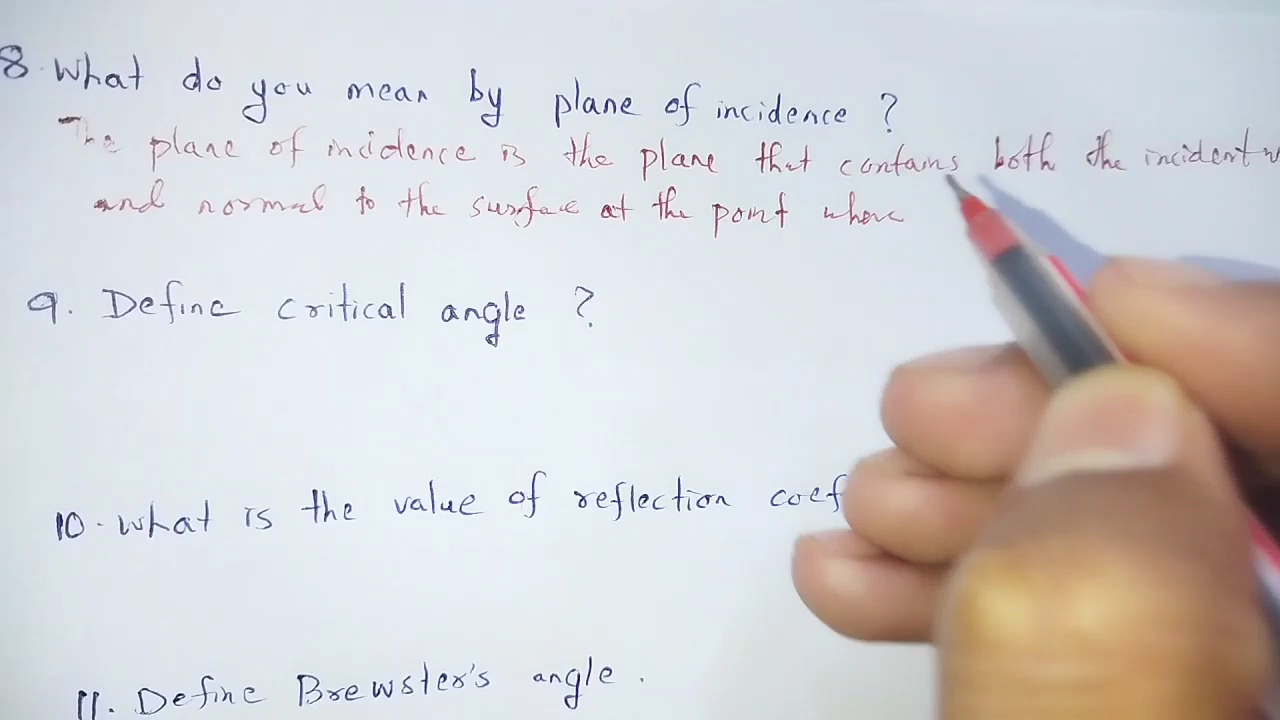 8. What do you mean by plane of incidence ?
The plane of incidence is the plane that contains both the incident
and normal to the surface at the point where
9. Define critical angle ?
10. What is the value of reflection coef
11. Define Brewster's angle.